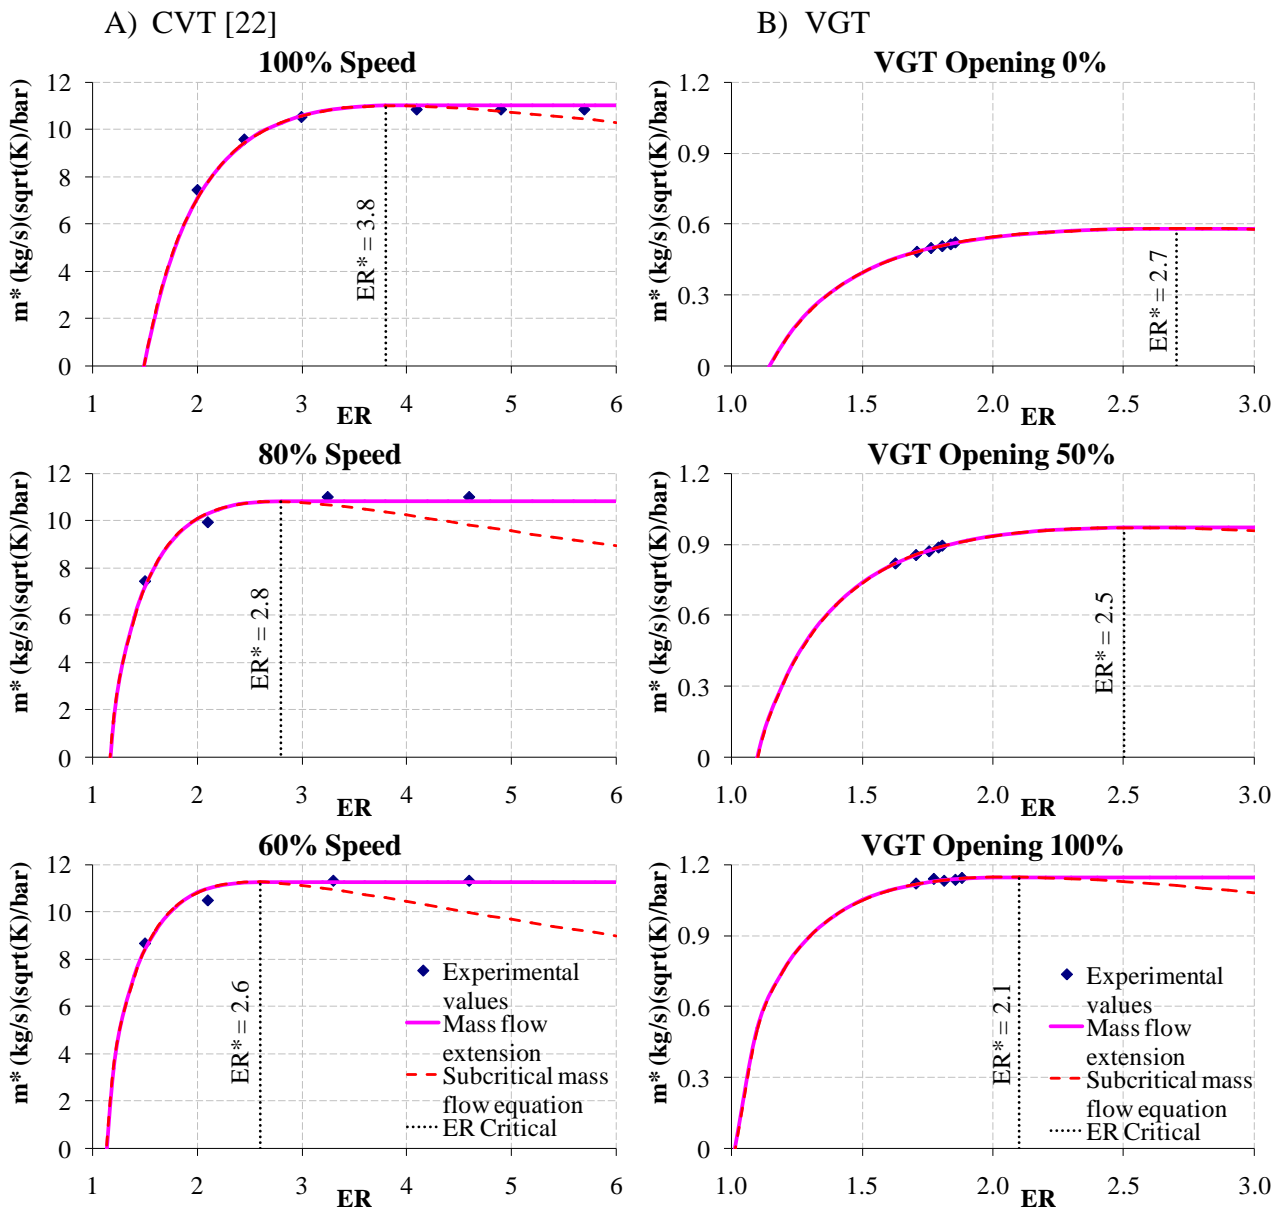 A) CVT [22]
B) VGT
100% Speed
12
10
8
6
4
2
0
m* (kg/s)(sqrt(K)/bar)
ER* = 3.8
1 2 3 4 5 6
ER
VGT Opening 0%
1.2
0.9
0.6
0.3
0
m* (kg/s)(sqrt(K)/bar)
ER* = 2.7
1.0 1.5 2.0 2.5 3.0
ER
80% Speed
12
10
8
6
4
2
0
m* (kg/s)(sqrt(K)/bar)
ER* = 2.8
1 2 3 4 5 6
ER
VGT Opening 50%
1.2
0.9
0.6
0.3
0
m* (kg/s)(sqrt(K)/bar)
ER* = 2.5
1.0 1.5 2.0 2.5 3.0
ER
60% Speed
12
10
8
6
4
2
0
m* (kg/s)(sqrt(K)/bar)
ER* = 2.6
Experimental
values
Mass flow
extension
Subcritical mass
flow equation
ER Critical
1 2 3 4 5 6
ER
VGT Opening 100%
1.2
0.9
0.6
0.3
0
m* (kg/s)(sqrt(K)/bar)
ER* = 2.1
Experimental
values
Mass flow
extension
Subcritical mass
flow equation
ER Critical
1.0 1.5 2.0 2.5 3.0
ER